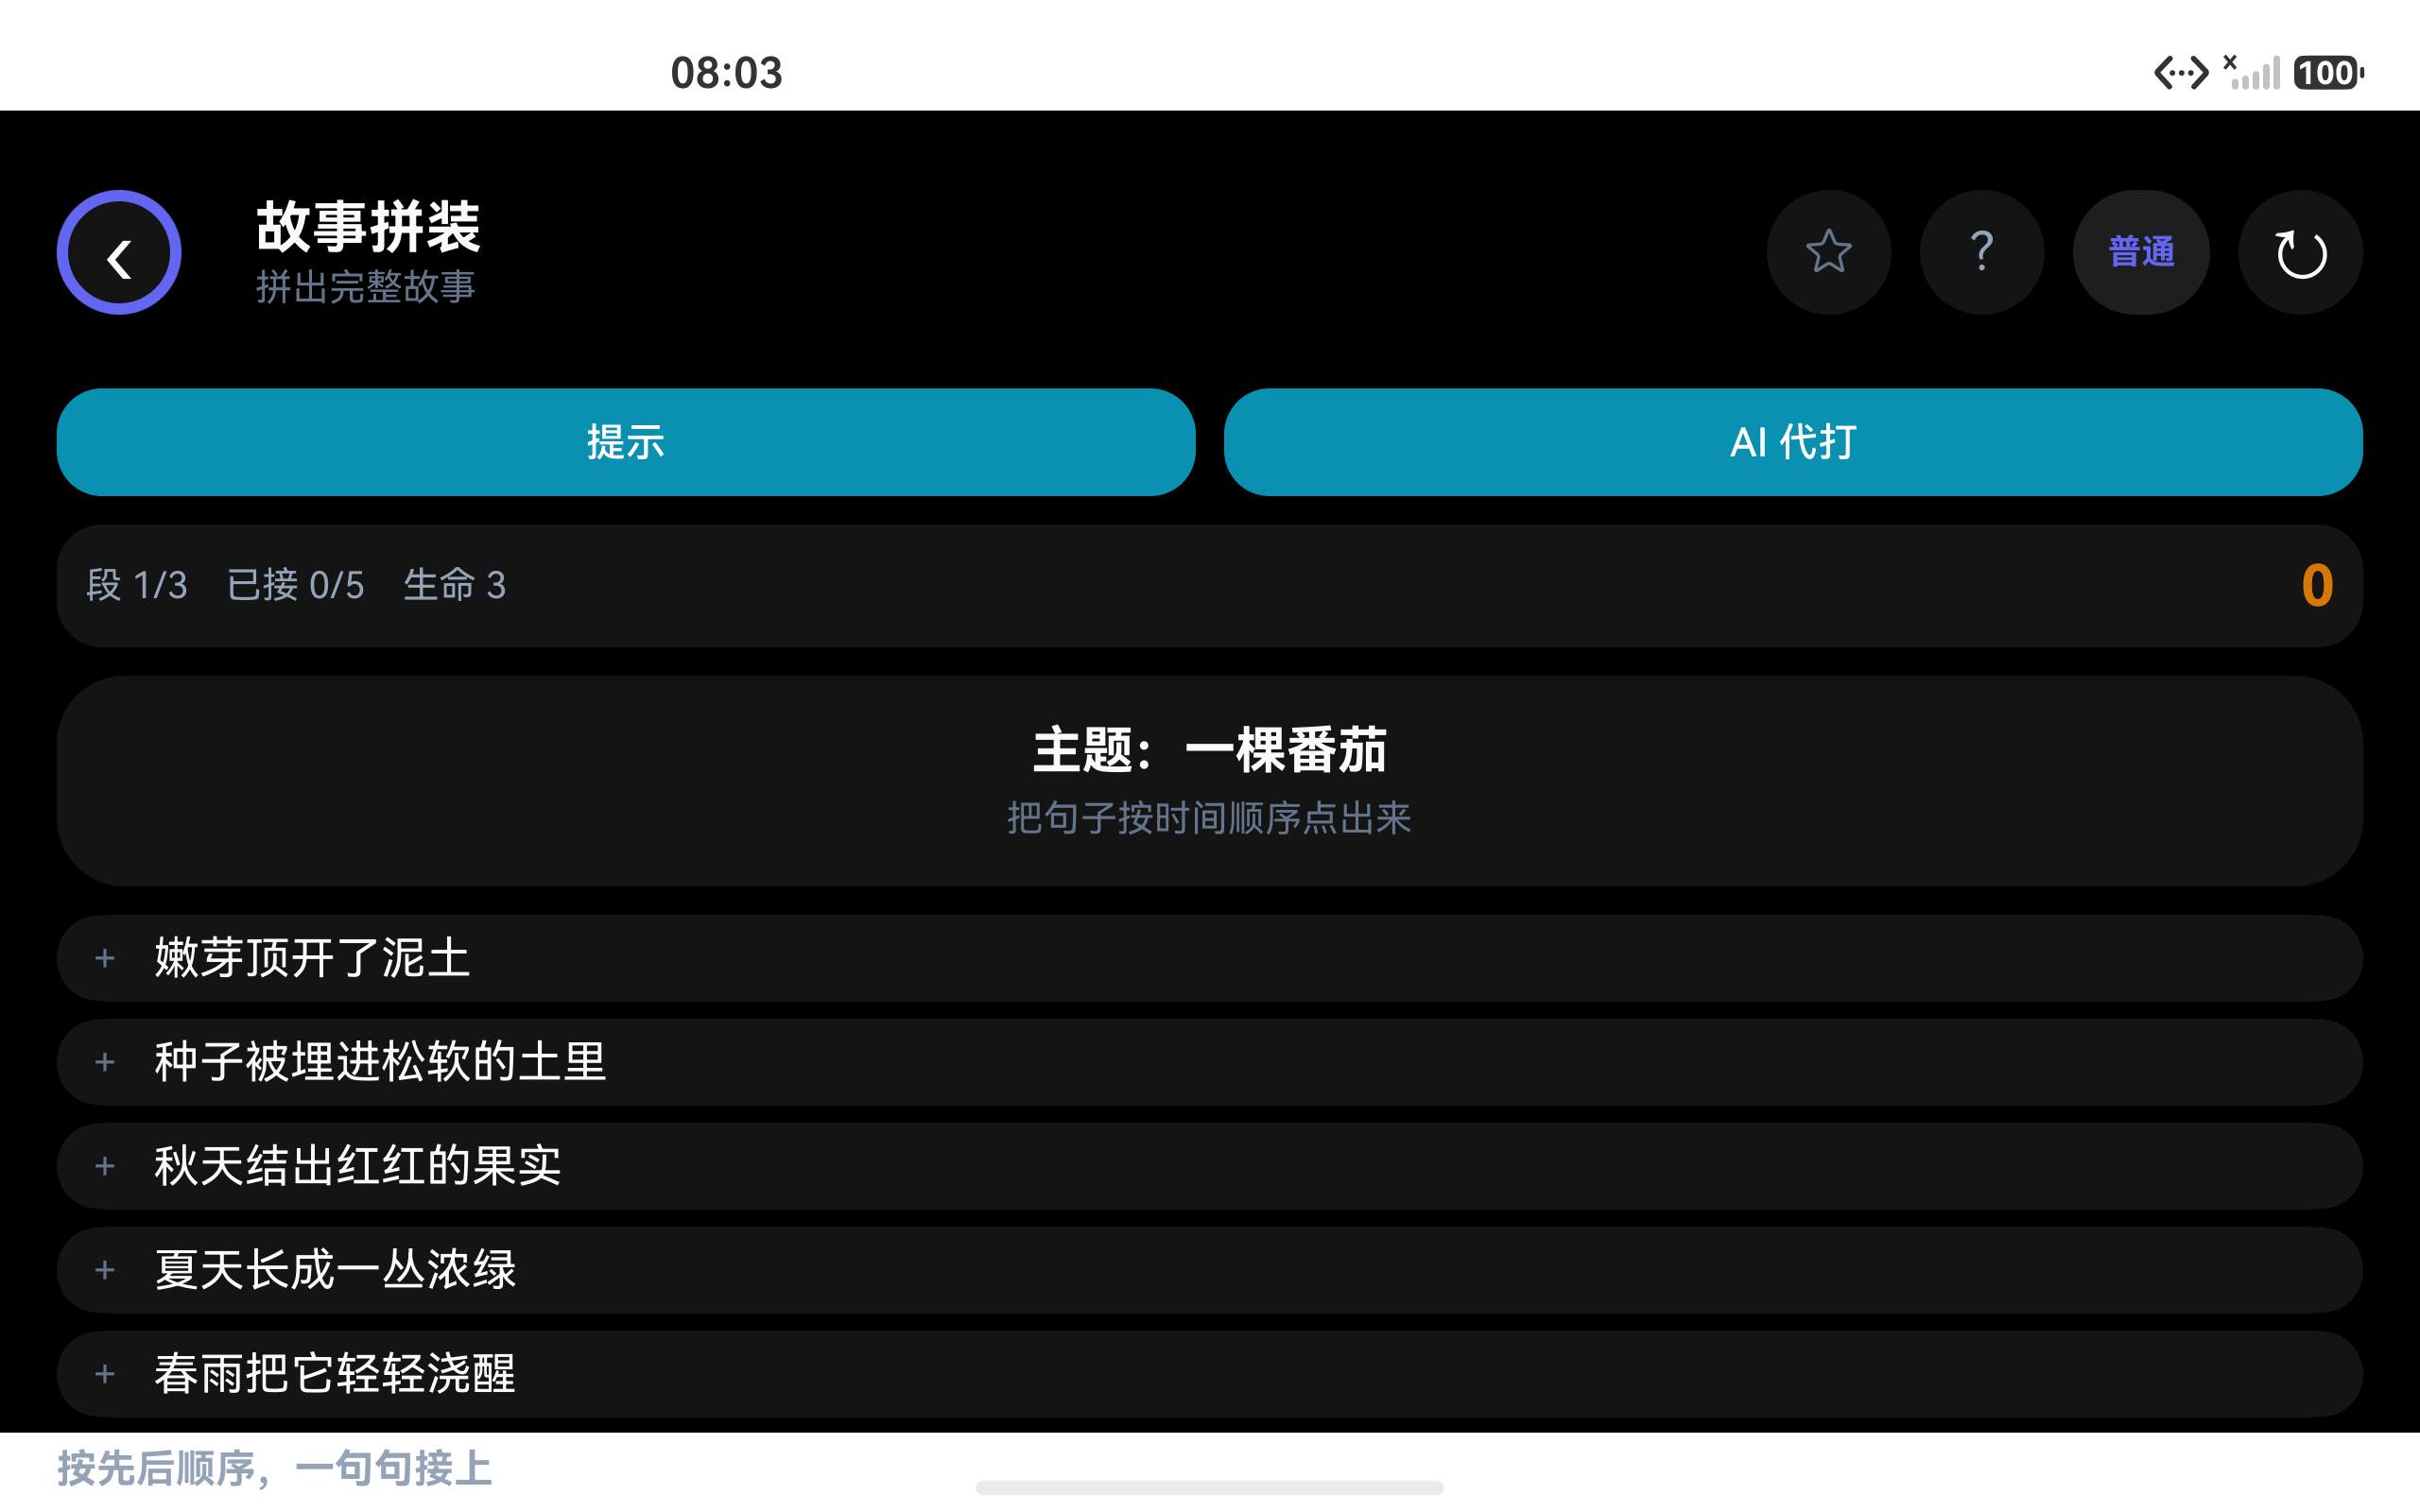 08:03
100
故事拼装
拼出完整故事
?
普通
提示
AI 代打
段 1/3 已接 0/5 生命 3
0
主题：一棵番茄
把句子按时间顺序点出来
+ 嫩芽顶开了泥土
+ 种子被埋进松软的土里
+ 秋天结出红红的果实
+ 夏天长成一丛浓绿
+ 春雨把它轻轻浇醒
按先后顺序，一句句接上